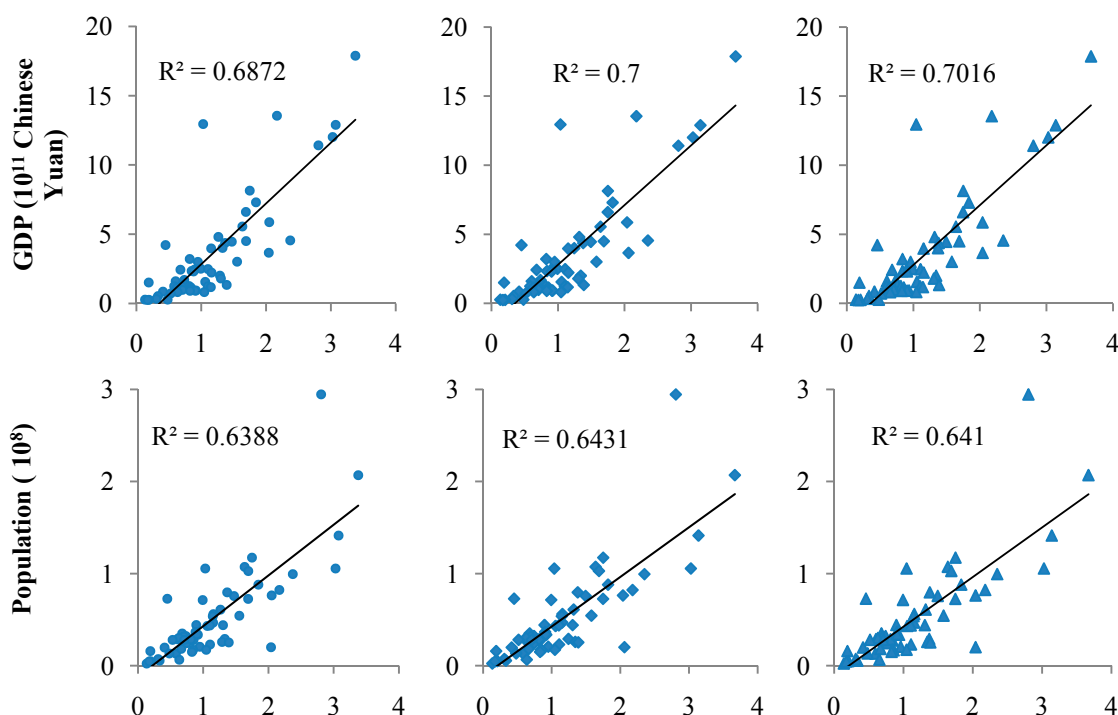 GDP (10¹¹ Chinese
Yuan)
20
15
10
5
0
R² = 0.6872
0 1 2 3 4
20
15
10
5
0
R² = 0.7
0 1 2 3 4
20
15
10
5
0
R² = 0.7016
0 1 2 3 4
Population ( 10⁸)
3
2
1
0
R² = 0.6388
0 1 2 3 4
3
2
1
0
R² = 0.6431
0 1 2 3 4
3
2
1
0
R² = 0.641
0 1 2 3 4